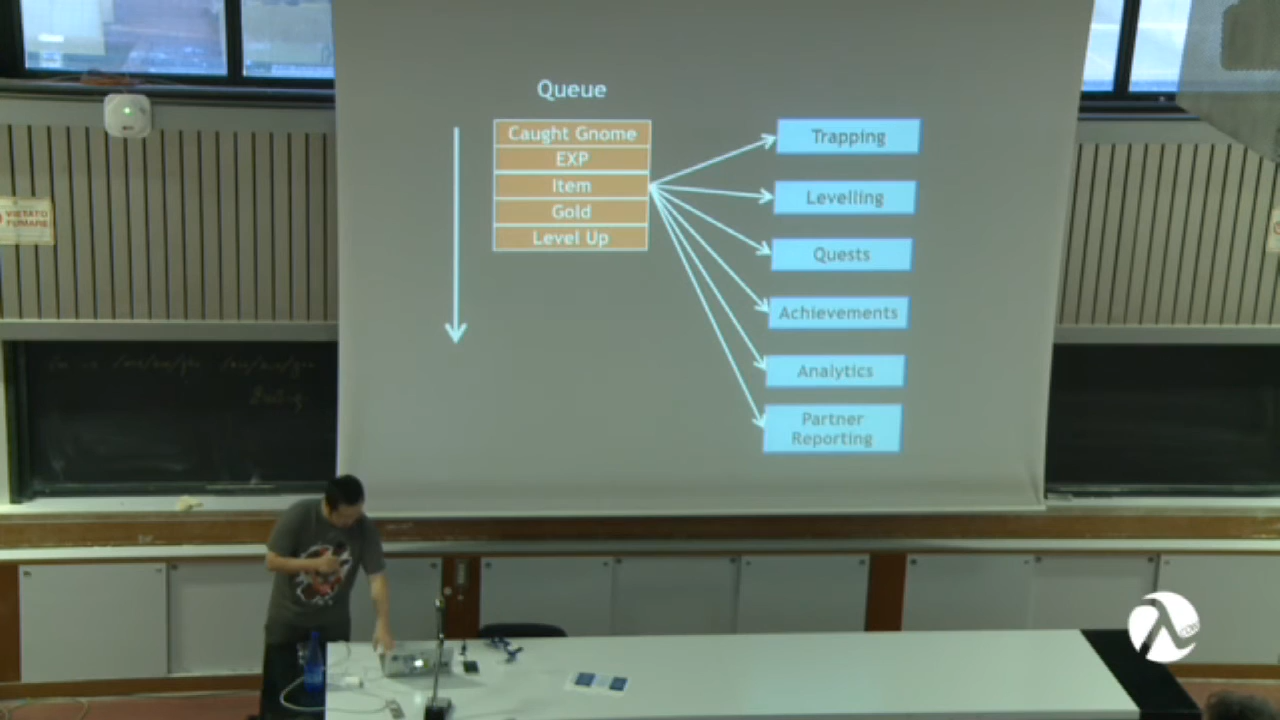 Queue
Caught Gnome
EXP
Item
Gold
Level Up
Trapping
Levelling
Quests
Achievements
Analytics
Partner
Reporting
VIETATO
FUMARE